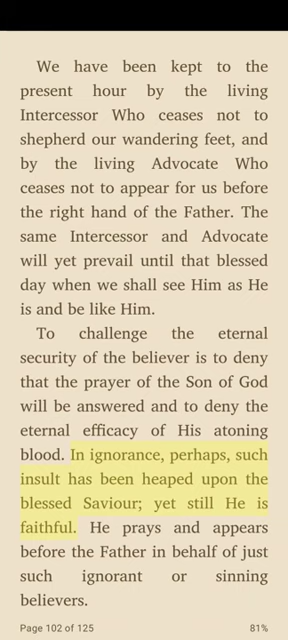 We have been kept to the
present hour by the living
Intercessor Who ceases not to
shepherd our wandering feet, and
by the living Advocate Who
ceases not to appear for us before
the right hand of the Father. The
same Intercessor and Advocate
will yet prevail until that blessed
day when we shall see Him as He
is and be like Him.
To challenge the eternal
security of the believer is to deny
that the prayer of the Son of God
will be answered and to deny the
eternal efficacy of His atoning
blood. In ignorance, perhaps, such
insult has been heaped upon the
blessed Saviour; yet still He is
faithful. He prays and appears
before the Father in behalf of just
such ignorant or sinning
believers.
Page 102 of 125 81%